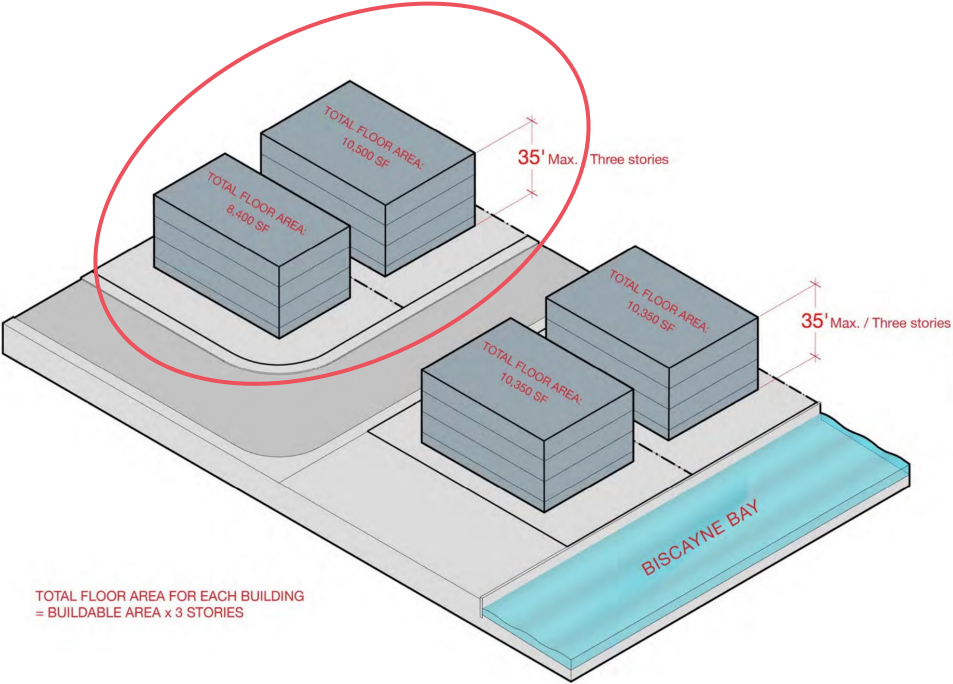 TOTAL FLOOR AREA:
10,500 SF
35' Max. / Three stories
TOTAL FLOOR AREA:
8,400 SF
TOTAL FLOOR AREA:
10,350 SF
35' Max. / Three stories
TOTAL FLOOR AREA:
10,350 SF
BISCAYNE BAY
TOTAL FLOOR AREA FOR EACH BUILDING
= BUILDABLE AREA x 3 STORIES